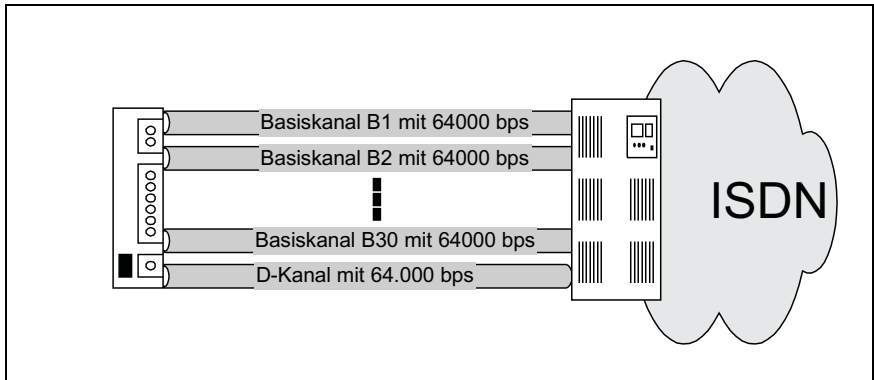 Basiskanal B1 mit 64000 bps
Basiskanal B2 mit 64000 bps
ISDN
Basiskanal B30 mit 64000 bps
D-Kanal mit 64.000 bps